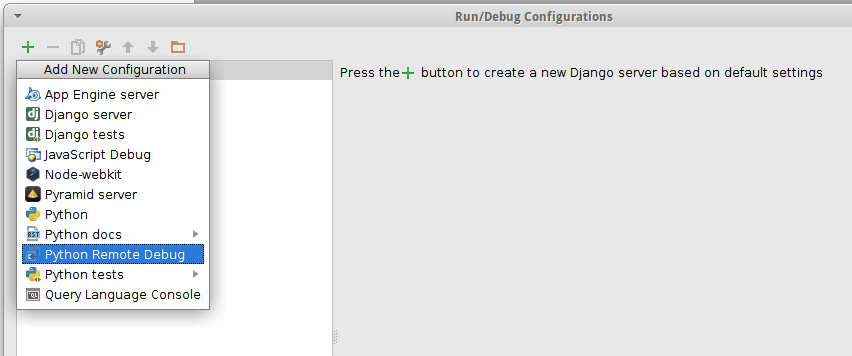 Run/Debug Configurations
Add New Configuration
Press the + button to create a new Django server based on default settings
App Engine server
Django server
Django tests
JavaScript Debug
Node-webkit
Pyramid server
Python
Python docs
Python Remote Debug
Python tests
Query Language Console